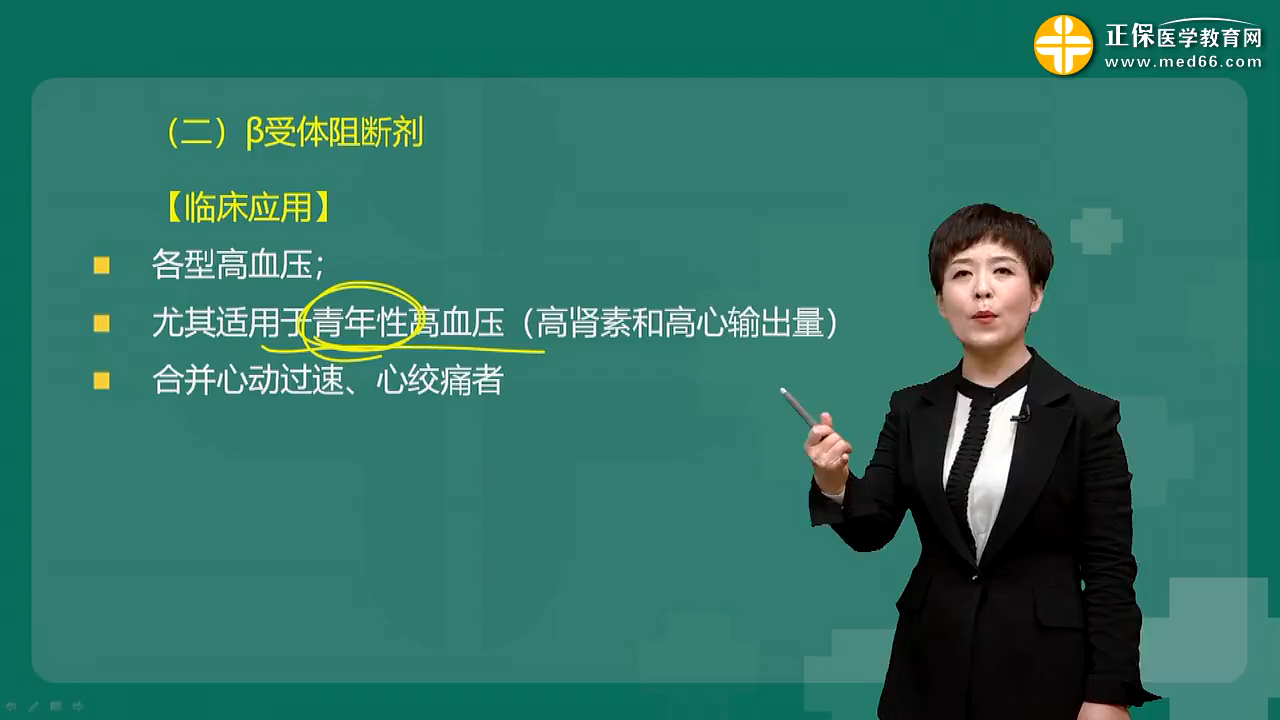 正保医学教育网
www.med66.com
（二）β受体阻断剂
【临床应用】
各型高血压；
尤其适用于青年性高血压（高肾素和高心输出量）
合并心动过速、心绞痛者